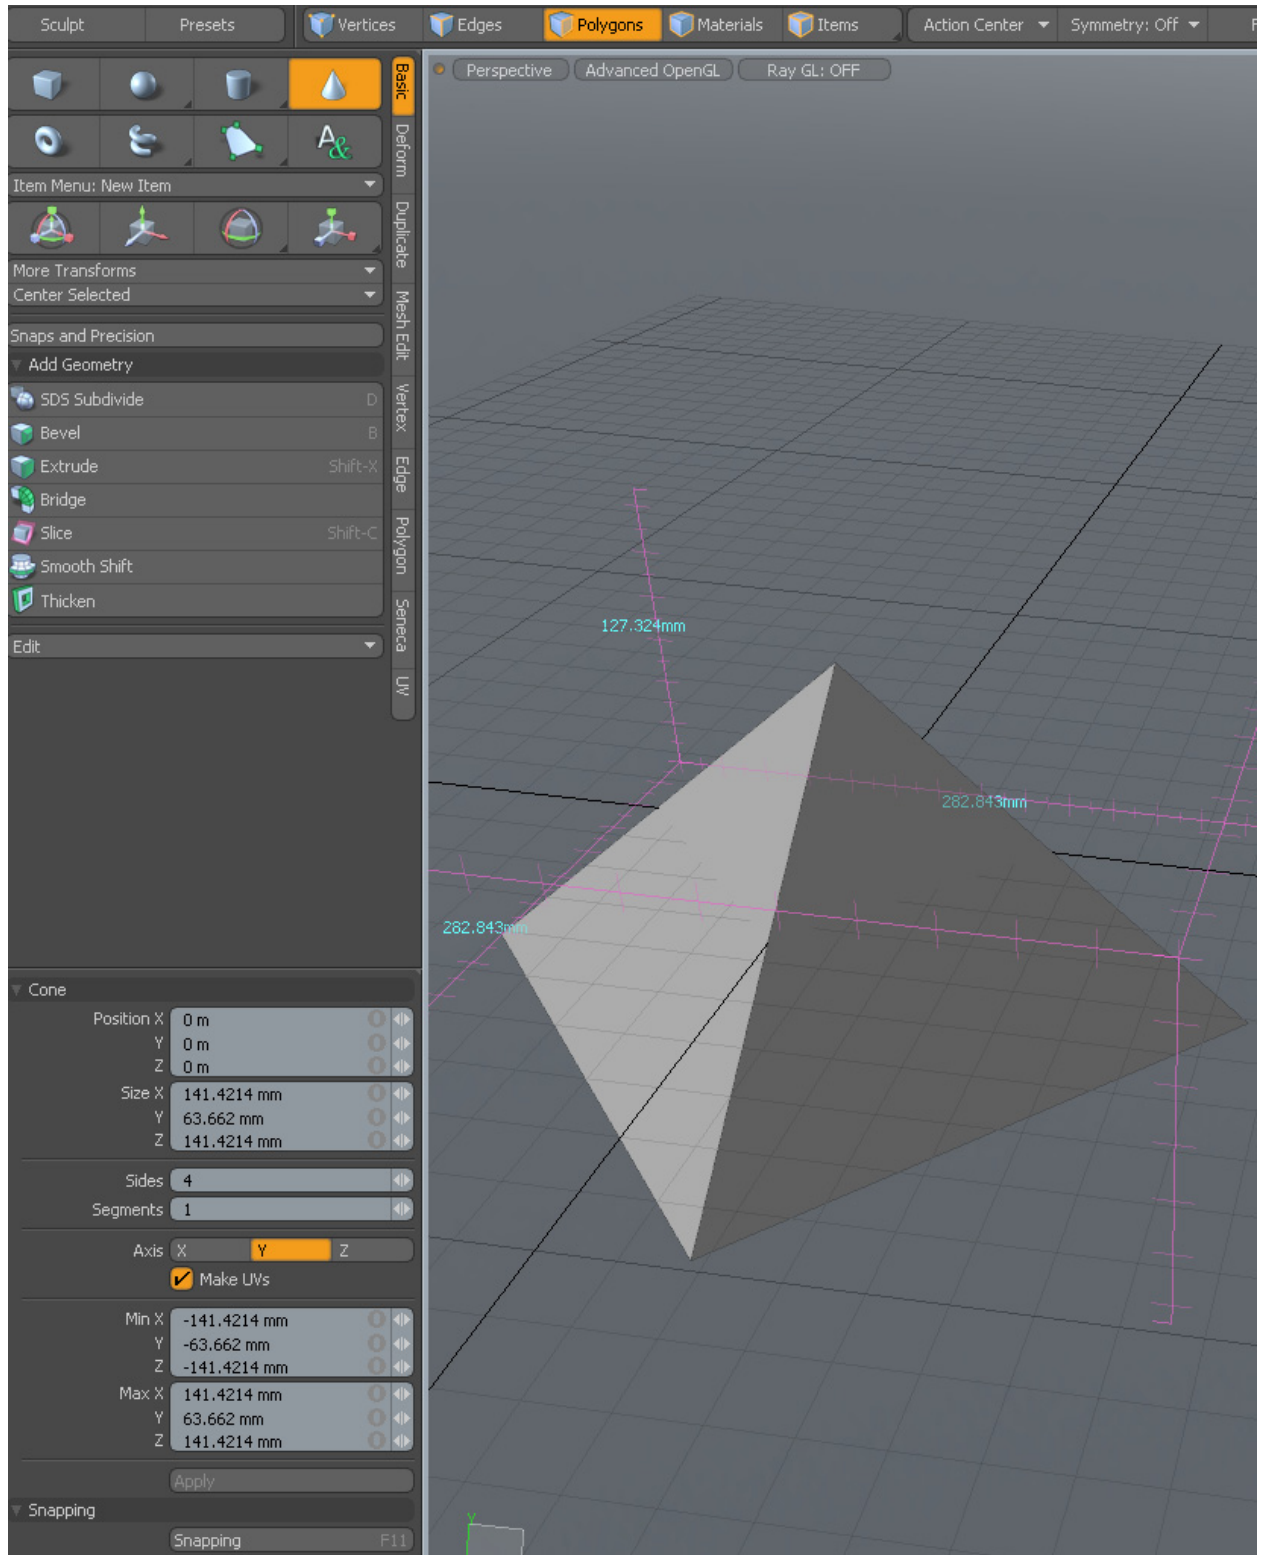 Sculpt Presets Vertices Edges Polygons Materials Items Action Center Symmetry: Off
Perspective Advanced OpenGL Ray GL: OFF
Basic
Deform
Duplicate
Mesh Edit
Vertex
Edge
Polygon
Seneca
UV
A&
Item Menu: New Item
More Transforms
Center Selected
Snaps and Precision
Add Geometry
SDS Subdivide D
Bevel B
Extrude Shift-X
Bridge
Slice Shift-C
Smooth Shift
Thicken
Edit
127.324mm
282.843mm
282.843mm
Cone
Position X 0 m
Y 0 m
Z 0 m
Size X 141.4214 mm
Y 63.662 mm
Z 141.4214 mm
Sides 4
Segments 1
Axis X Y Z
Make UVs
Min X -141.4214 mm
Y -63.662 mm
Z -141.4214 mm
Max X 141.4214 mm
Y 63.662 mm
Z 141.4214 mm
Apply
Snapping
Snapping F11
Y